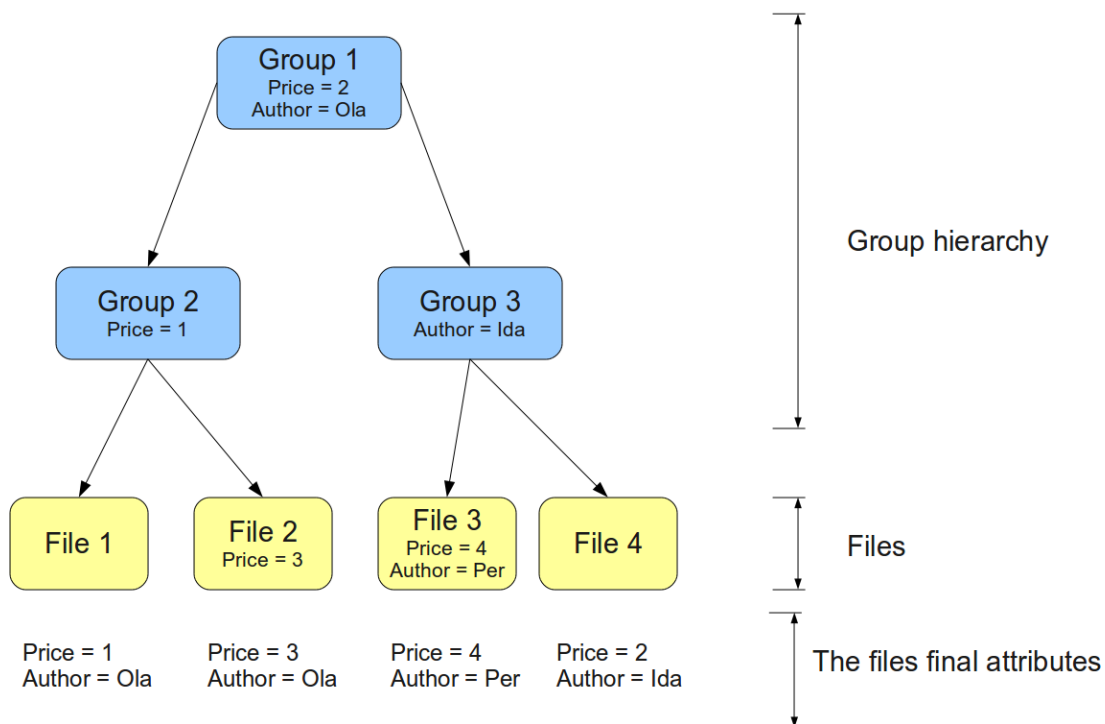 Group 1
Price = 2
Author = Ola
Group hierarchy
Group 2
Price = 1
Group 3
Author = Ida
File 1
File 2
Price = 3
File 3
Price = 4
Author = Per
File 4
Files
Price = 1
Author = Ola
Price = 3
Author = Ola
Price = 4
Author = Per
Price = 2
Author = Ida
The files final attributes